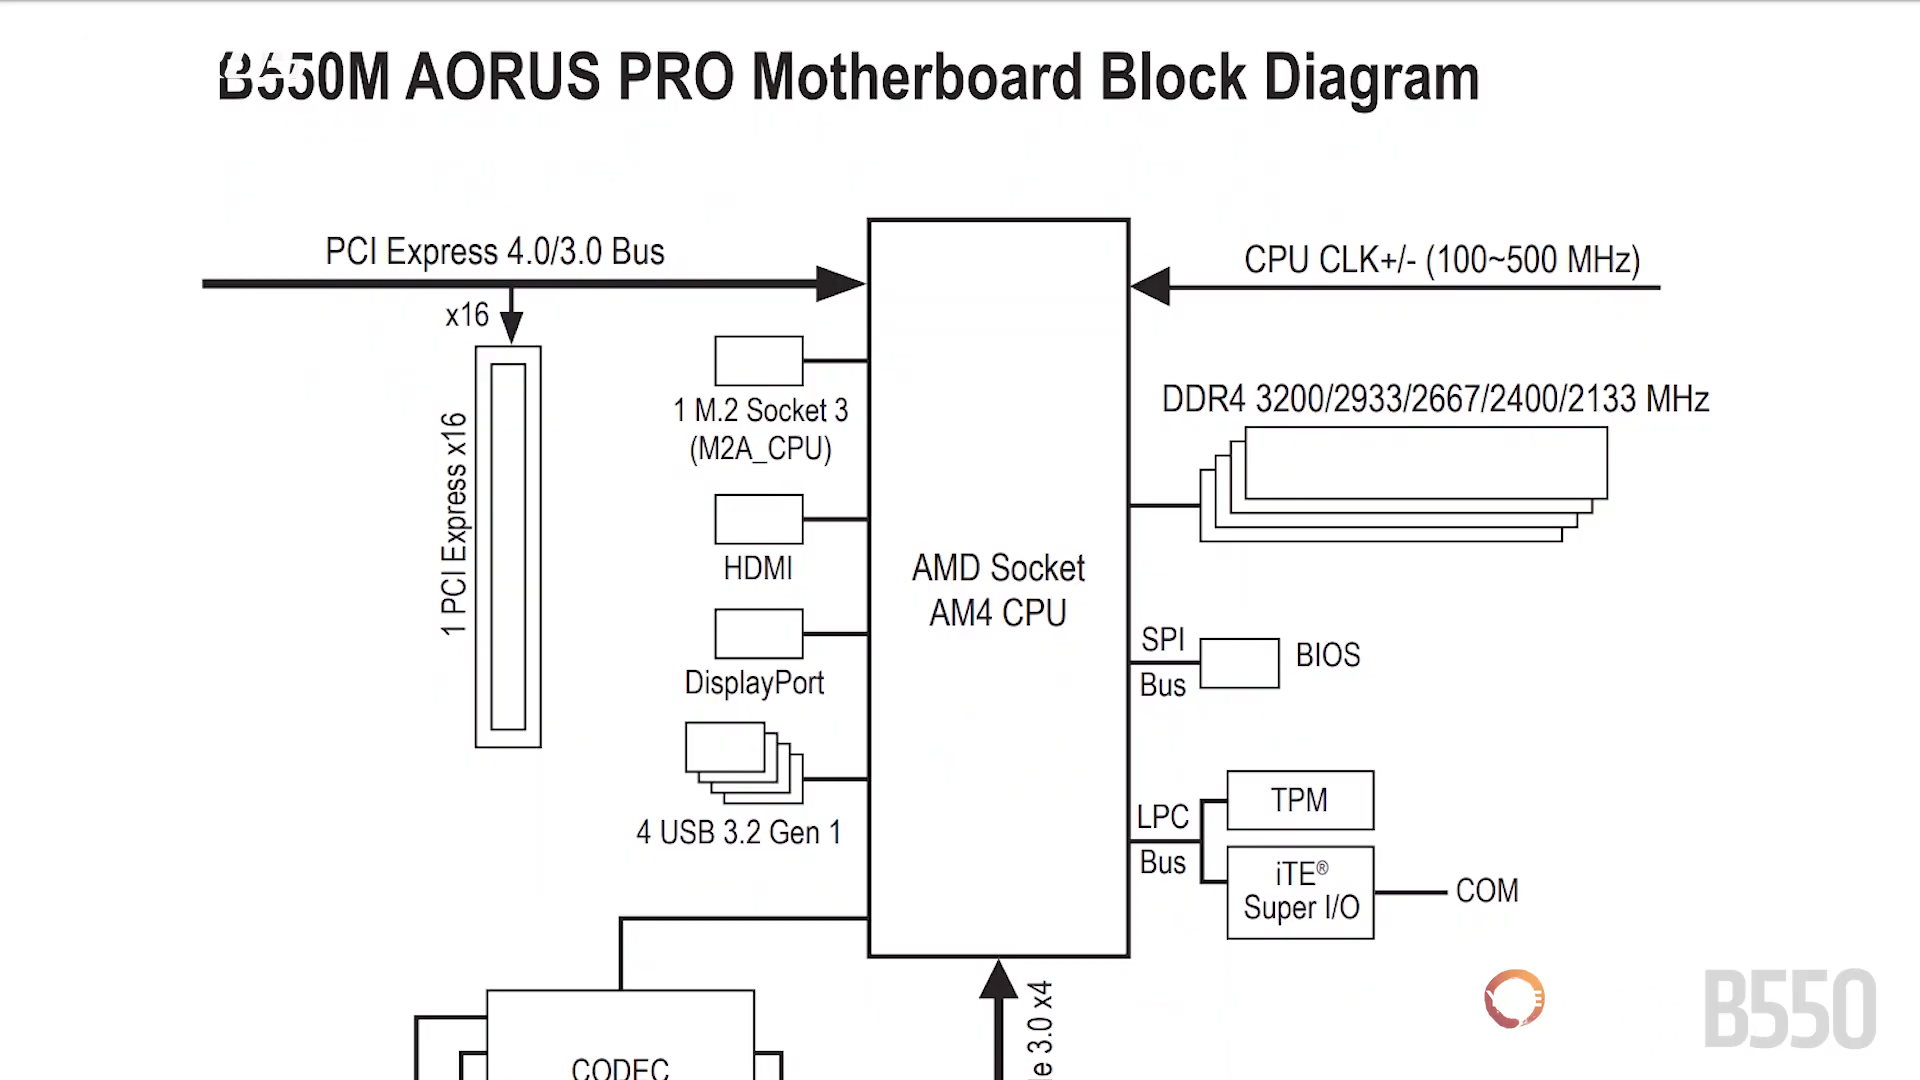 B550M AORUS PRO Motherboard Block Diagram
PCI Express 4.0/3.0 Bus
x16
1 PCI Express x16
CPU CLK+/- (100~500 MHz)
1 M.2 Socket 3
(M2A_CPU)
DDR4 3200/2933/2667/2400/2133 MHz
HDMI
AMD Socket
AM4 CPU
DisplayPort
SPI
Bus
BIOS
4 USB 3.2 Gen 1
LPC
Bus
TPM
iTE®
Super I/O
COM
3.0 x4
CODEC
B550